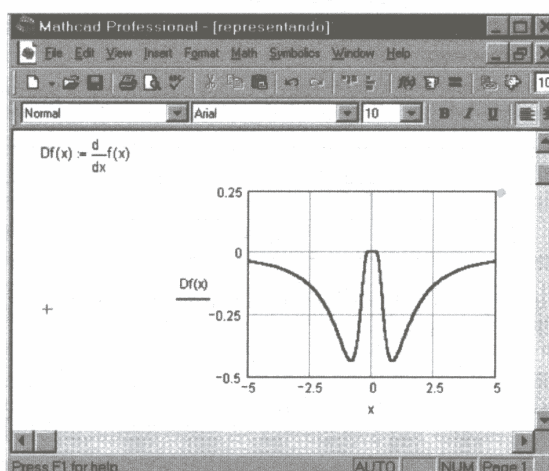 Mathcad Professional - [representando]
File Edit View Insert Format Math Symbolics Window Help
10
Normal Arial 10 B I U
Df(x) := d/dx f(x)
0.25
0
Df(x)
-0.25
-0.5
-5 -2.5 0 2.5 5
x
Press F1 for help. AUTO NUM Page 1